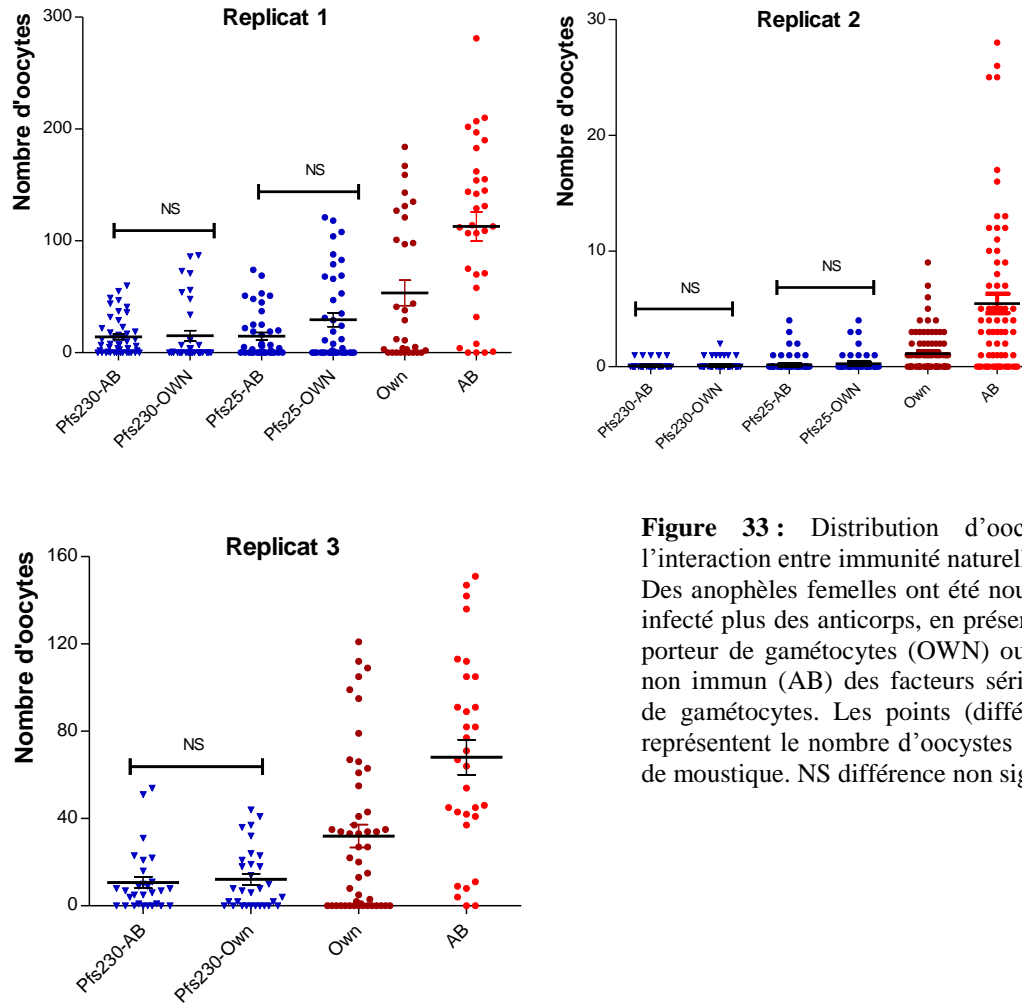 Replicat 1
Nombre d'oocytes
300
200
100
0
NS
NS
Pfs230-AB
Pfs230-OWN
Pfs25-AB
Pfs25-OWN
Own
AB
Replicat 2
Nombre d'oocytes
30
20
10
0
NS
NS
Pfs230-AB
Pfs230-OWN
Pfs25-AB
Pfs25-OWN
Own
AB
Replicat 3
Nombre d'oocytes
160
120
80
40
0
NS
Pfs230-AB
Pfs230-Own
Own
AB
Figure 33 : Distribution d’ooc
l’interaction entre immunité naturell
Des anophèles femelles ont été nou
infecté plus des anticorps, en présen
porteur de gamétocytes (OWN) ou
non immun (AB) des facteurs séri
de gamétocytes. Les points (différ
représentent le nombre d’oocystes
de moustique. NS différence non sig